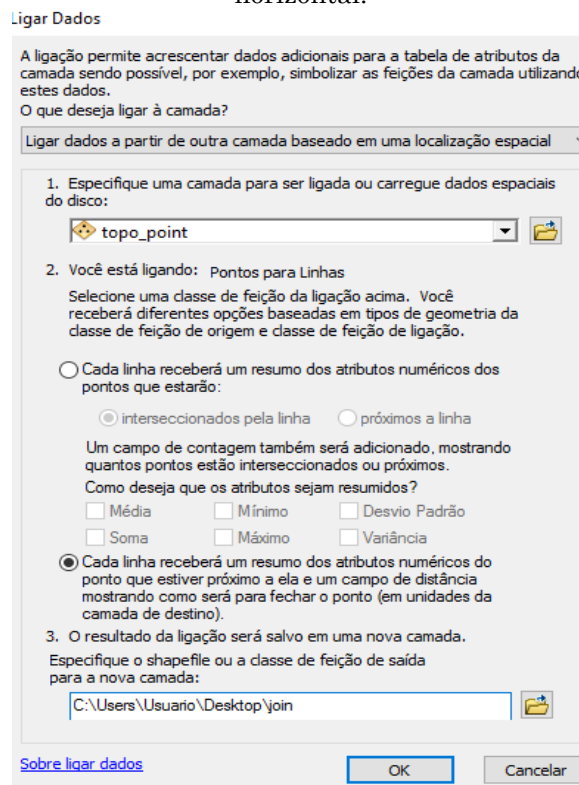 horizontal.
Ligar Dados
A ligação permite acrescentar dados adicionais para a tabela de atributos da
camada sendo possível, por exemplo, simbolizar as feições da camada utilizando
estes dados.
O que deseja ligar à camada?
Ligar dados a partir de outra camada baseado em uma localização espacial
1. Especifique uma camada para ser ligada ou carregue dados espaciais
do disco:
topo_point
2. Você está ligando: Pontos para Linhas
Selecione uma classe de feição da ligação acima. Você
receberá diferentes opções baseadas em tipos de geometria da
classe de feição de origem e classe de feição de ligação.
Cada linha receberá um resumo dos atributos numéricos dos
pontos que estarão:
interseccionados pela linha próximos a linha
Um campo de contagem também será adicionado, mostrando
quantos pontos estão interseccionados ou próximos.
Como deseja que os atributos sejam resumidos?
Média Mínimo Desvio Padrão
Soma Máximo Variância
Cada linha receberá um resumo dos atributos numéricos do
ponto que estiver próximo a ela e um campo de distância
mostrando como será para fechar o ponto (em unidades da
camada de destino).
3. O resultado da ligação será salvo em uma nova camada.
Especifique o shapefile ou a classe de feição de saída
para a nova camada:
C:\Users\Usuario\Desktop\join
Sobre ligar dados OK Cancelar